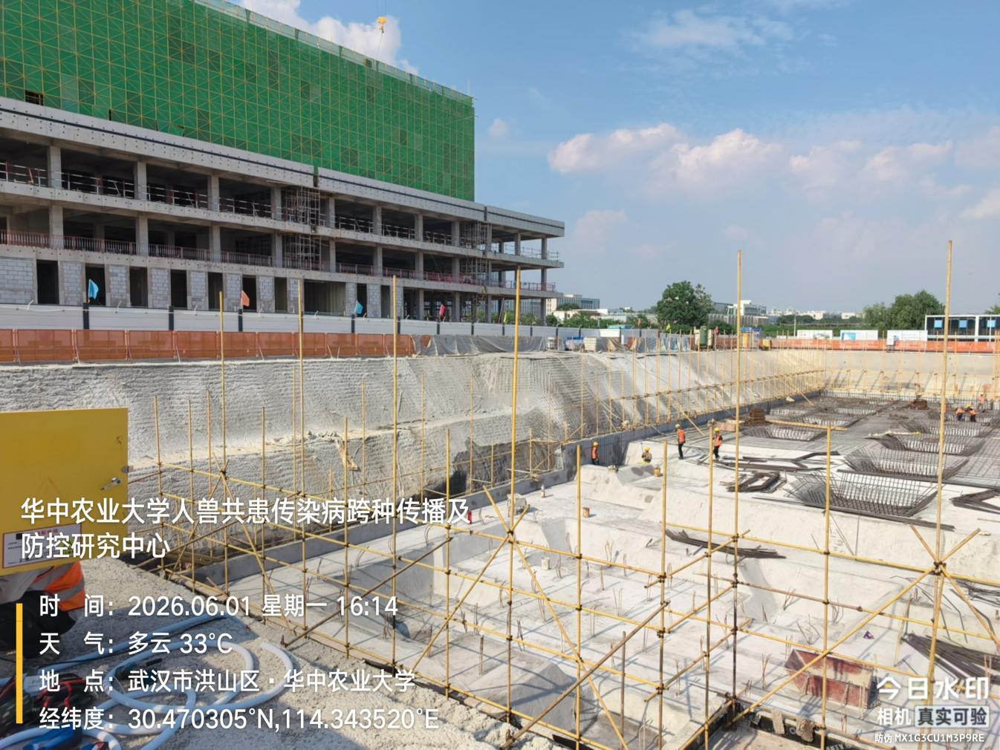 华中农业大学人兽共患传染病跨种传播及
防控研究中心
时 间：2026.06.01 星期一 16:14
天 气：多云 33°C
地 点：武汉市洪山区·华中农业大学
经纬度：30.470305°N,114.343520°E
今日水印
相机 真实可验
防伪 MX1G3CU1M3P9RE